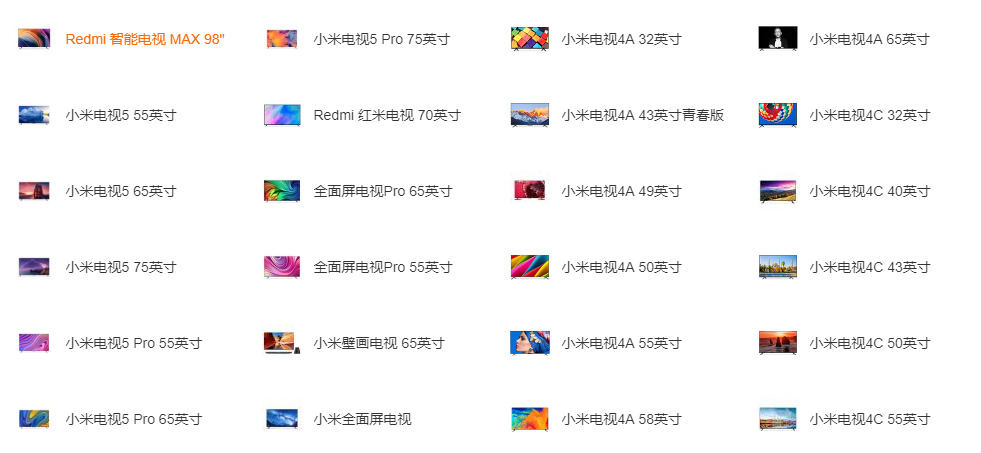 Redmi 智能电视 MAX 98"
小米电视5 Pro 75英寸
小米电视4A 32英寸
小米电视4A 65英寸
小米电视5 55英寸
Redmi 红米电视 70英寸
小米电视4A 43英寸青春版
小米电视4C 32英寸
小米电视5 65英寸
全面屏电视Pro 65英寸
小米电视4A 49英寸
小米电视4C 40英寸
小米电视5 75英寸
全面屏电视Pro 55英寸
小米电视4A 50英寸
小米电视4C 43英寸
小米电视5 Pro 55英寸
小米壁画电视 65英寸
小米电视4A 55英寸
小米电视4C 50英寸
小米电视5 Pro 65英寸
小米全面屏电视
小米电视4A 58英寸
小米电视4C 55英寸